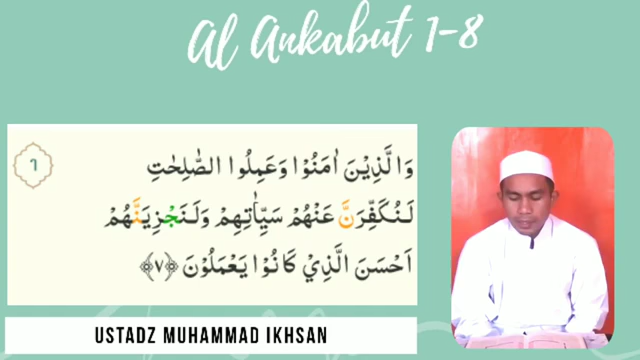 Al Ankabut 1-8
٦
وَالَّذِيْنَ اٰمَنُوْا وَعَمِلُوا الصّٰلِحٰتِ
لَنُكَفِّرَنَّ عَنْهُمْ سَيِّاٰتِهِمْ وَلَنَجْزِيَنَّهُمْ
اَحْسَنَ الَّذِيْ كَانُوْا يَعْمَلُوْنَ ﴿٧﴾
USTADZ MUHAMMAD IKHSAN